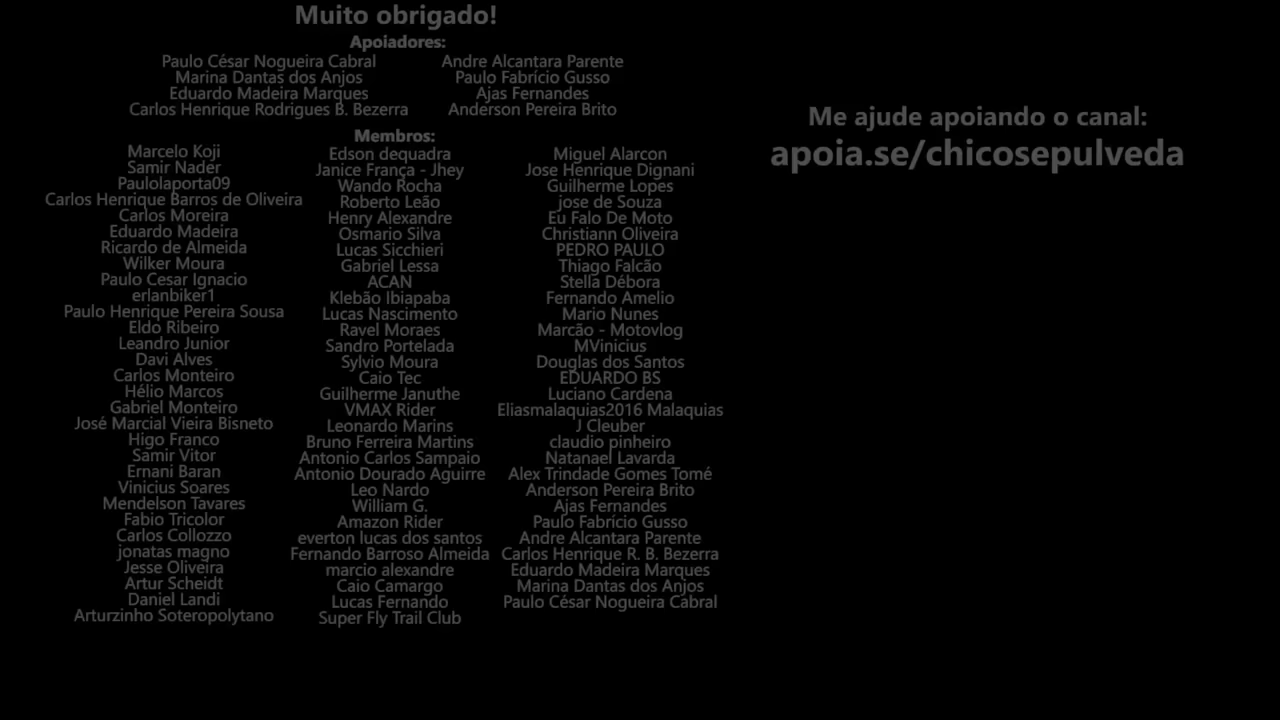 Muito obrigado!
Apoiadores:
Paulo César Nogueira Cabral
Marina Dantas dos Anjos
Eduardo Madeira Marques
Carlos Henrique Rodrigues B. Bezerra
Andre Alcantara Parente
Paulo Fabrício Gusso
Ajas Fernandes
Anderson Pereira Brito
Membros:
Marcelo Koji
Samir Nader
Paulolaporta09
Carlos Henrique Barros de Oliveira
Carlos Moreira
Eduardo Madeira
Ricardo de Almeida
Wilker Moura
Paulo Cesar Ignacio
erlanbiker1
Paulo Henrique Pereira Sousa
Eldo Ribeiro
Leandro Junior
Davi Alves
Carlos Monteiro
Hélio Marcos
Gabriel Monteiro
José Marcial Vieira Bisneto
Higo Franco
Samir Vitor
Ernani Baran
Vinicius Soares
Mendelson Tavares
Fabio Tricolor
Carlos Collozzo
jonatas magno
Jesse Oliveira
Artur Scheidt
Daniel Landi
Arturzinho Soteropolytano
Edson dequadra
Janice França - Jhey
Wando Rocha
Roberto Leão
Henry Alexandre
Osmario Silva
Lucas Sicchieri
Gabriel Lessa
ACAN
Klebão Ibiapaba
Lucas Nascimento
Ravel Moraes
Sandro Portelada
Sylvio Moura
Caio Tec
Guilherme Januthe
VMAX Rider
Leonardo Marins
Bruno Ferreira Martins
Antonio Carlos Sampaio
Antonio Dourado Aguirre
Leo Nardo
William G.
Amazon Rider
everton lucas dos santos
Fernando Barroso Almeida
marcio alexandre
Caio Camargo
Lucas Fernando
Super Fly Trail Club
Miguel Alarcon
Jose Henrique Dignani
Guilherme Lopes
jose de Souza
Eu Falo De Moto
Christiann Oliveira
PEDRO PAULO
Thiago Falcão
Stella Débora
Fernando Amelio
Mario Nunes
Marcão - Motovlog
MVinicius
Douglas dos Santos
EDUARDO BS
Luciano Cardena
Eliasmalaquias2016 Malaquias
J Cleuber
claudio pinheiro
Natanael Lavarda
Alex Trindade Gomes Tomé
Anderson Pereira Brito
Ajas Fernandes
Paulo Fabrício Gusso
Andre Alcantara Parente
Carlos Henrique R. B. Bezerra
Eduardo Madeira Marques
Marina Dantas dos Anjos
Paulo César Nogueira Cabral
Me ajude apoiando o canal:
apoia.se/chicosepulveda